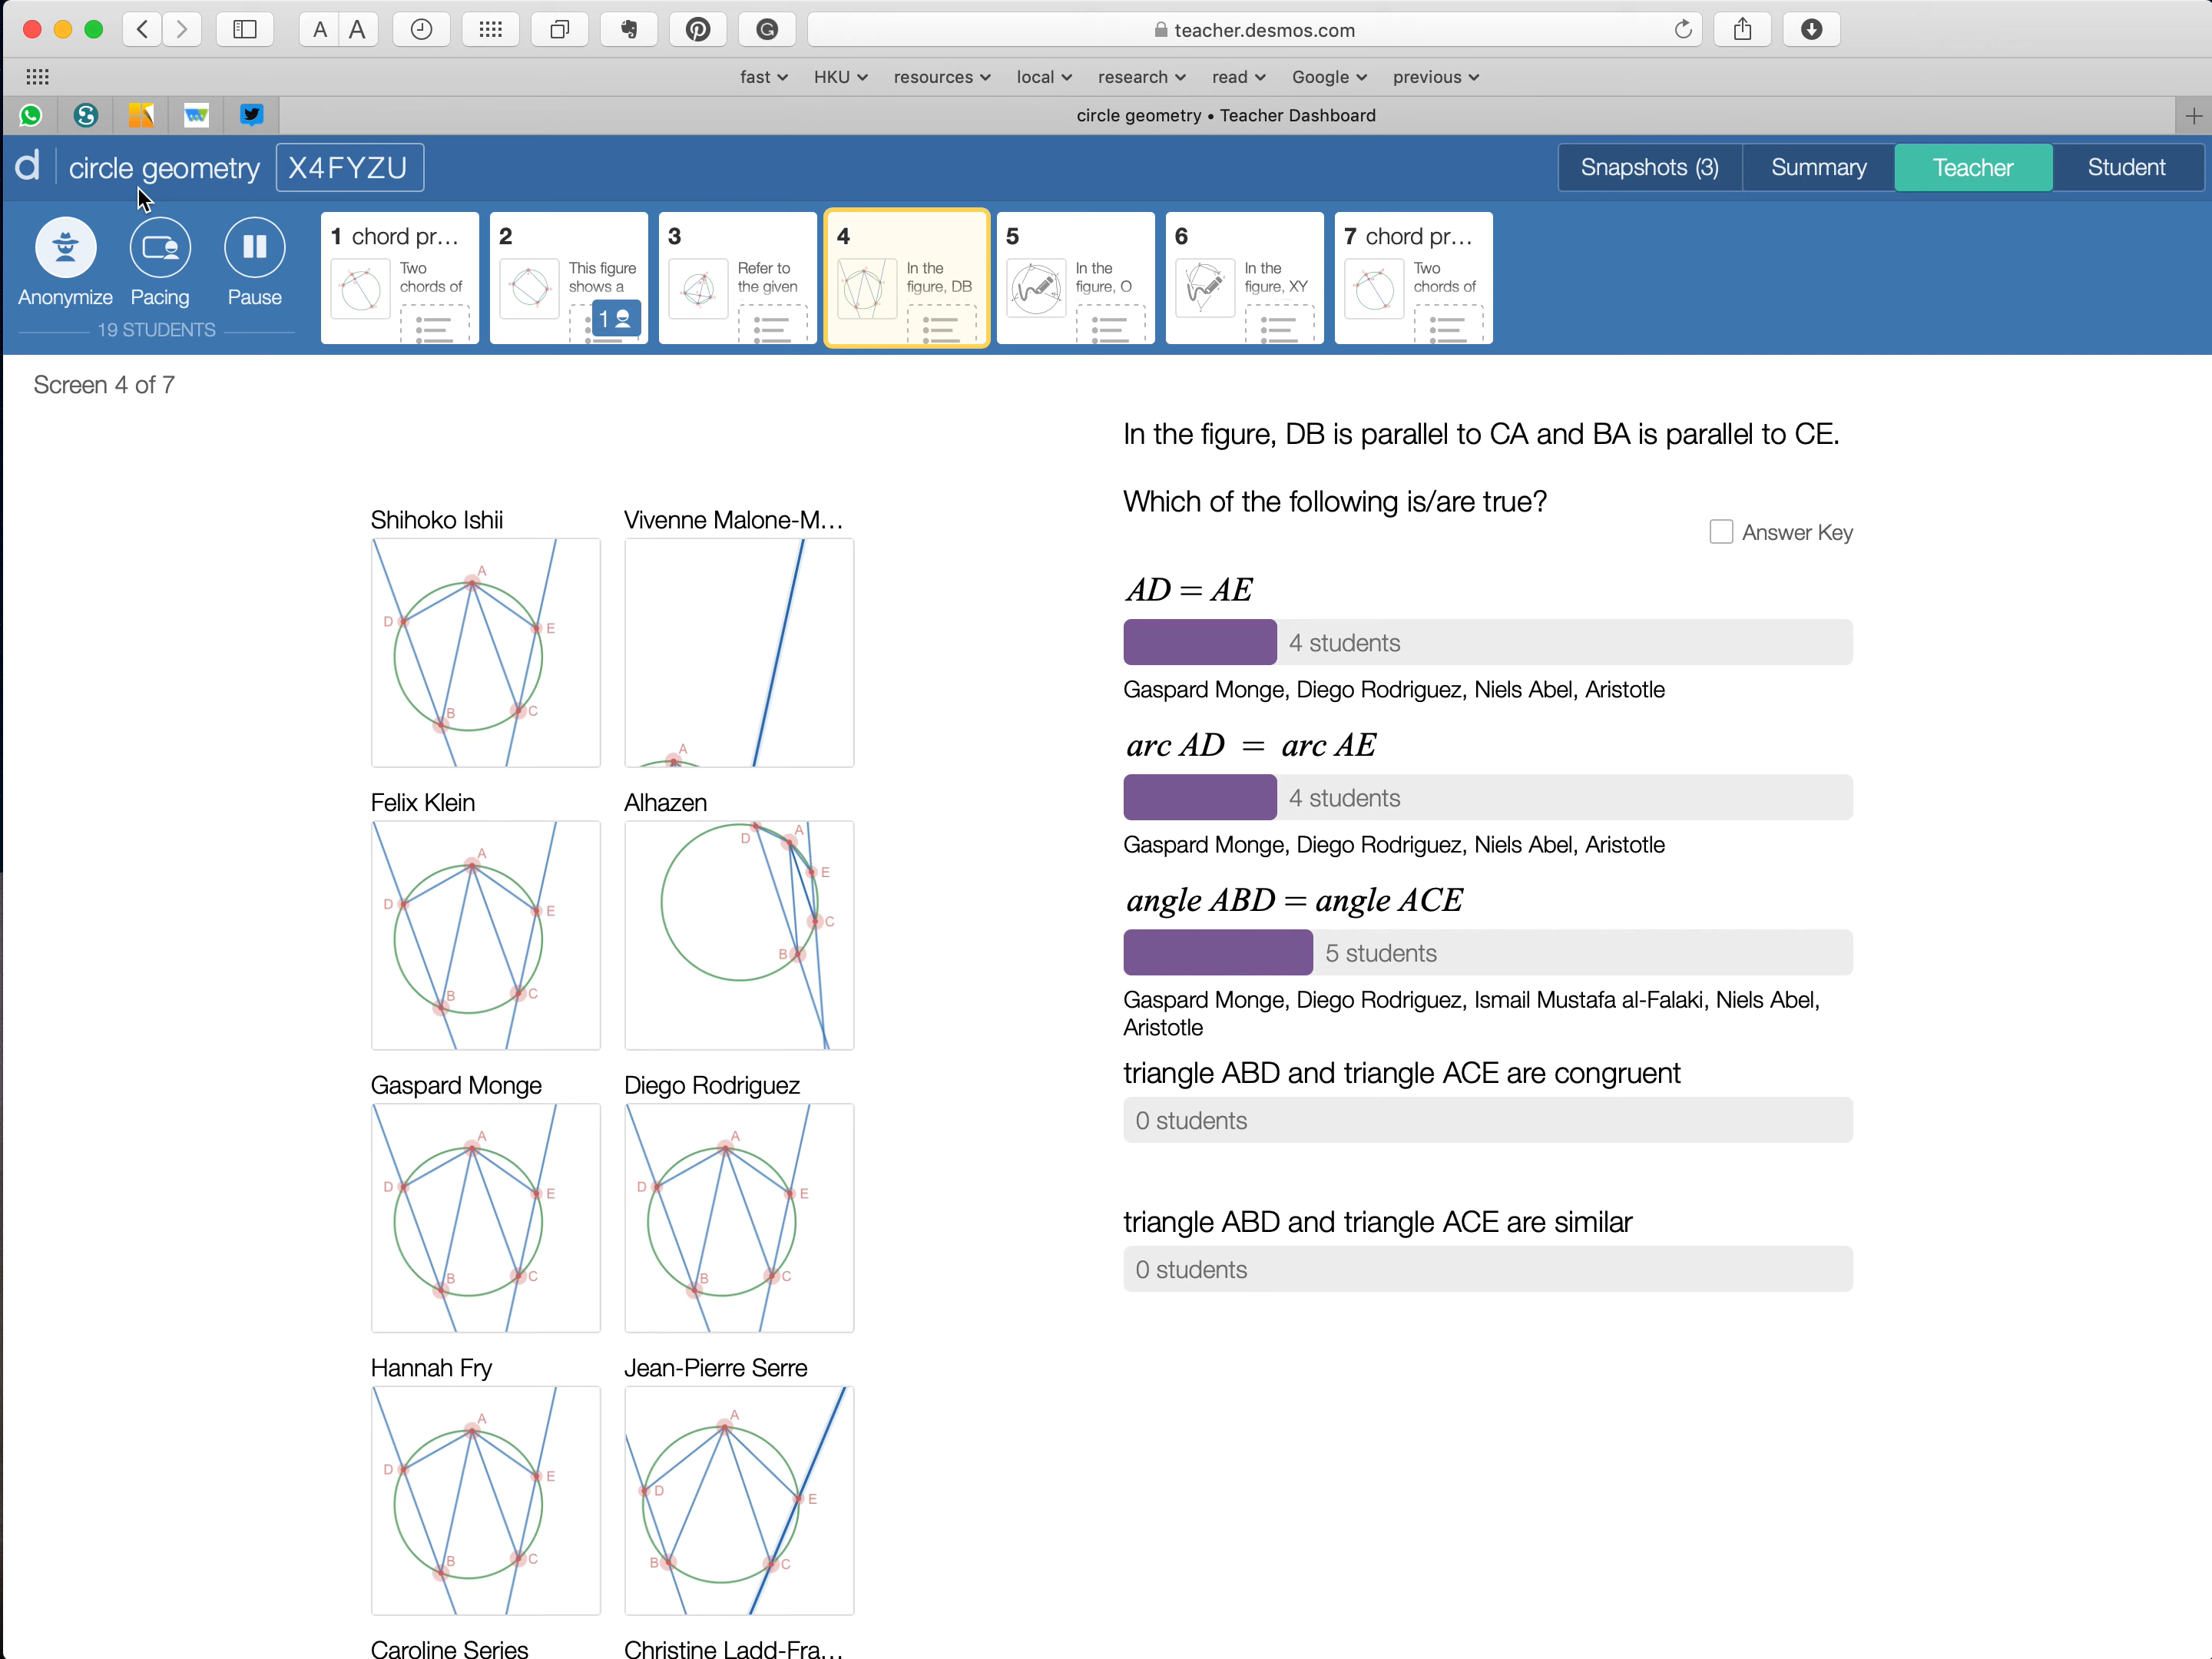 A A
teacher.desmos.com
fast HKU resources local research read Google previous
circle geometry • Teacher Dashboard
d circle geometry X4FYZU
Snapshots (3) Summary Teacher Student
Anonymize Pacing Pause
19 STUDENTS
1 chord pr...
Two
chords of
2
This figure
shows a
1
3
Refer to
the given
4
In the
figure, DB
5
In the
figure, O
6
In the
figure, XY
7 chord pr...
Two
chords of
Screen 4 of 7
Shihoko Ishii
A
D
E
B
C
Vivenne Malone-M...
A
Felix Klein
A
D
E
B
C
Alhazen
D
A
E
C
B
Gaspard Monge
A
D
E
B
C
Diego Rodriguez
A
D
E
B
C
Hannah Fry
A
D
E
B
C
Jean-Pierre Serre
A
D
E
B
C
Caroline Series
Christine Ladd-Fra...
In the figure, DB is parallel to CA and BA is parallel to CE.
Which of the following is/are true?
Answer Key
AD = AE
4 students
Gaspard Monge, Diego Rodriguez, Niels Abel, Aristotle
arc AD = arc AE
4 students
Gaspard Monge, Diego Rodriguez, Niels Abel, Aristotle
angle ABD = angle ACE
5 students
Gaspard Monge, Diego Rodriguez, Ismail Mustafa al-Falaki, Niels Abel,
Aristotle
triangle ABD and triangle ACE are congruent
0 students
triangle ABD and triangle ACE are similar
0 students